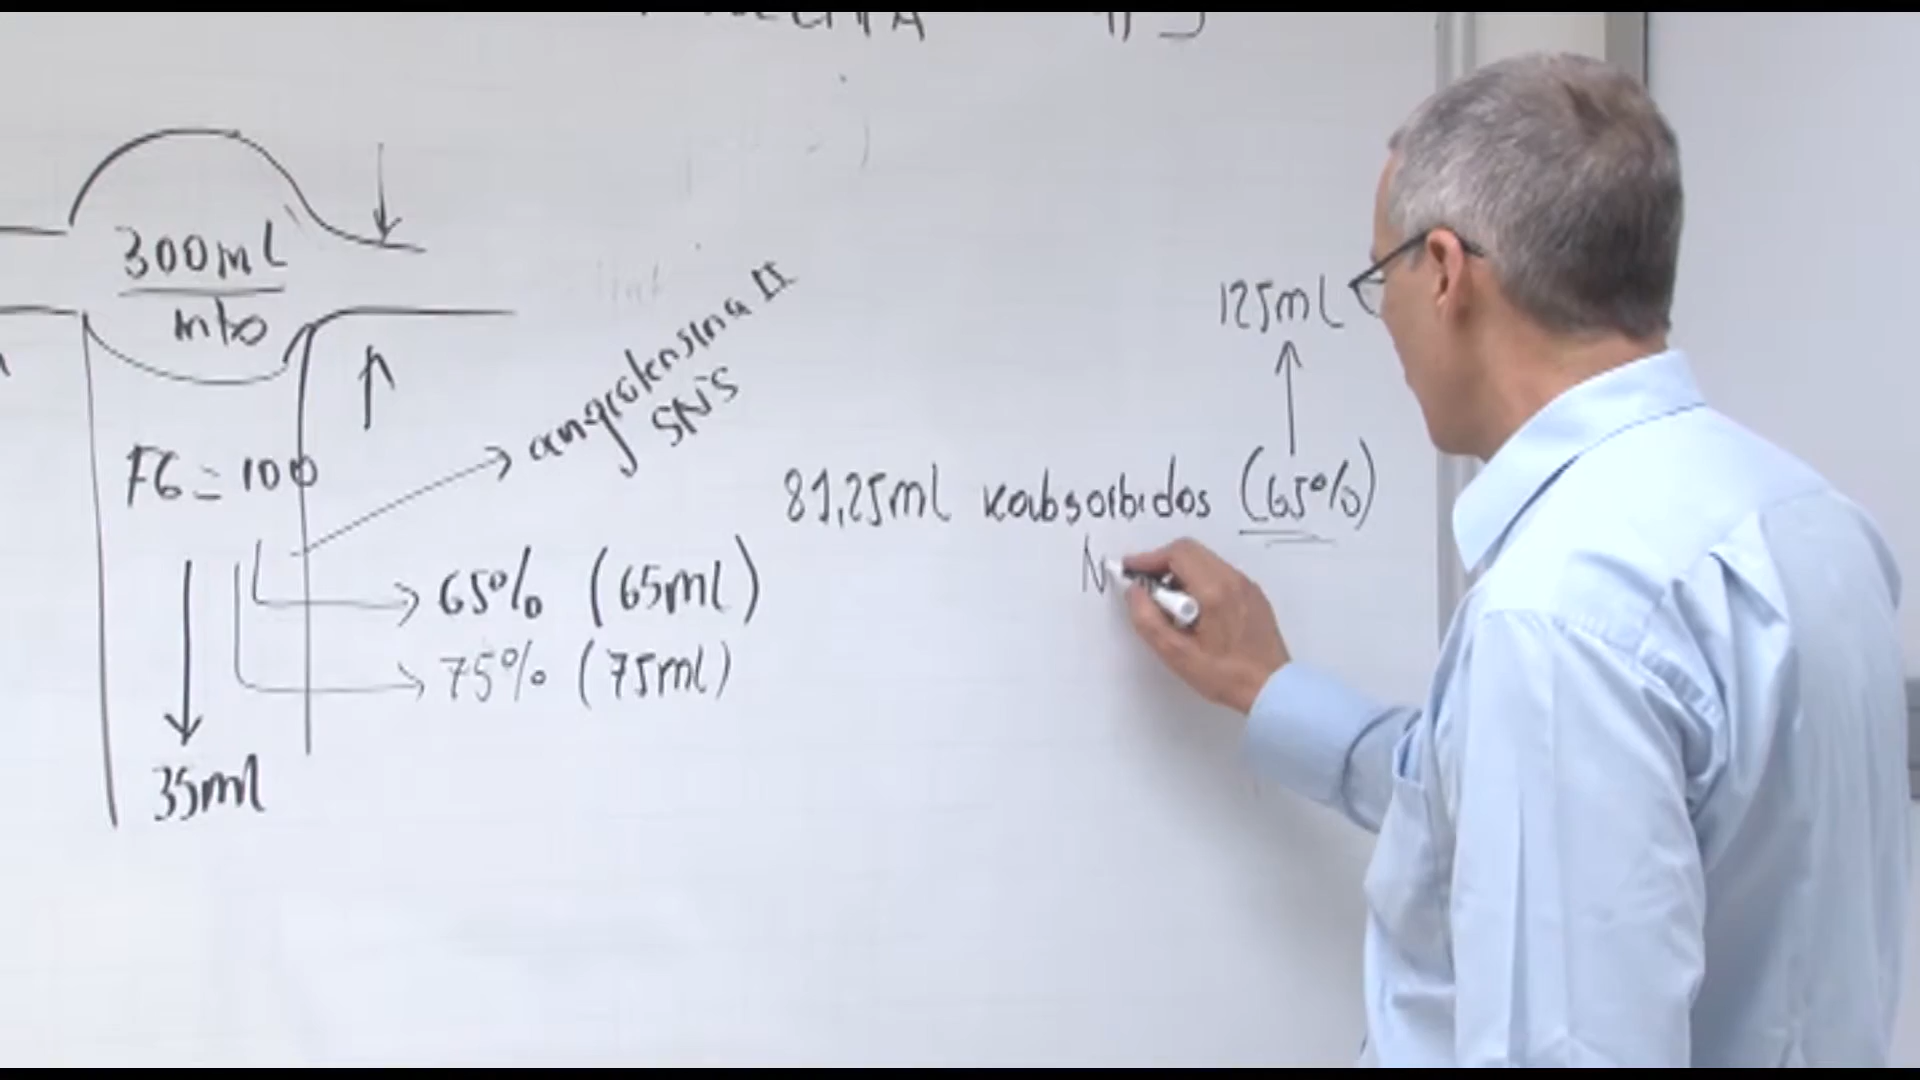 300mL
mto
FG = 100
35ml
angiotensina II
SNS
65% (65ml)
75% (75ml)
125ml
81,25ml reabsorbidos (65%)
N